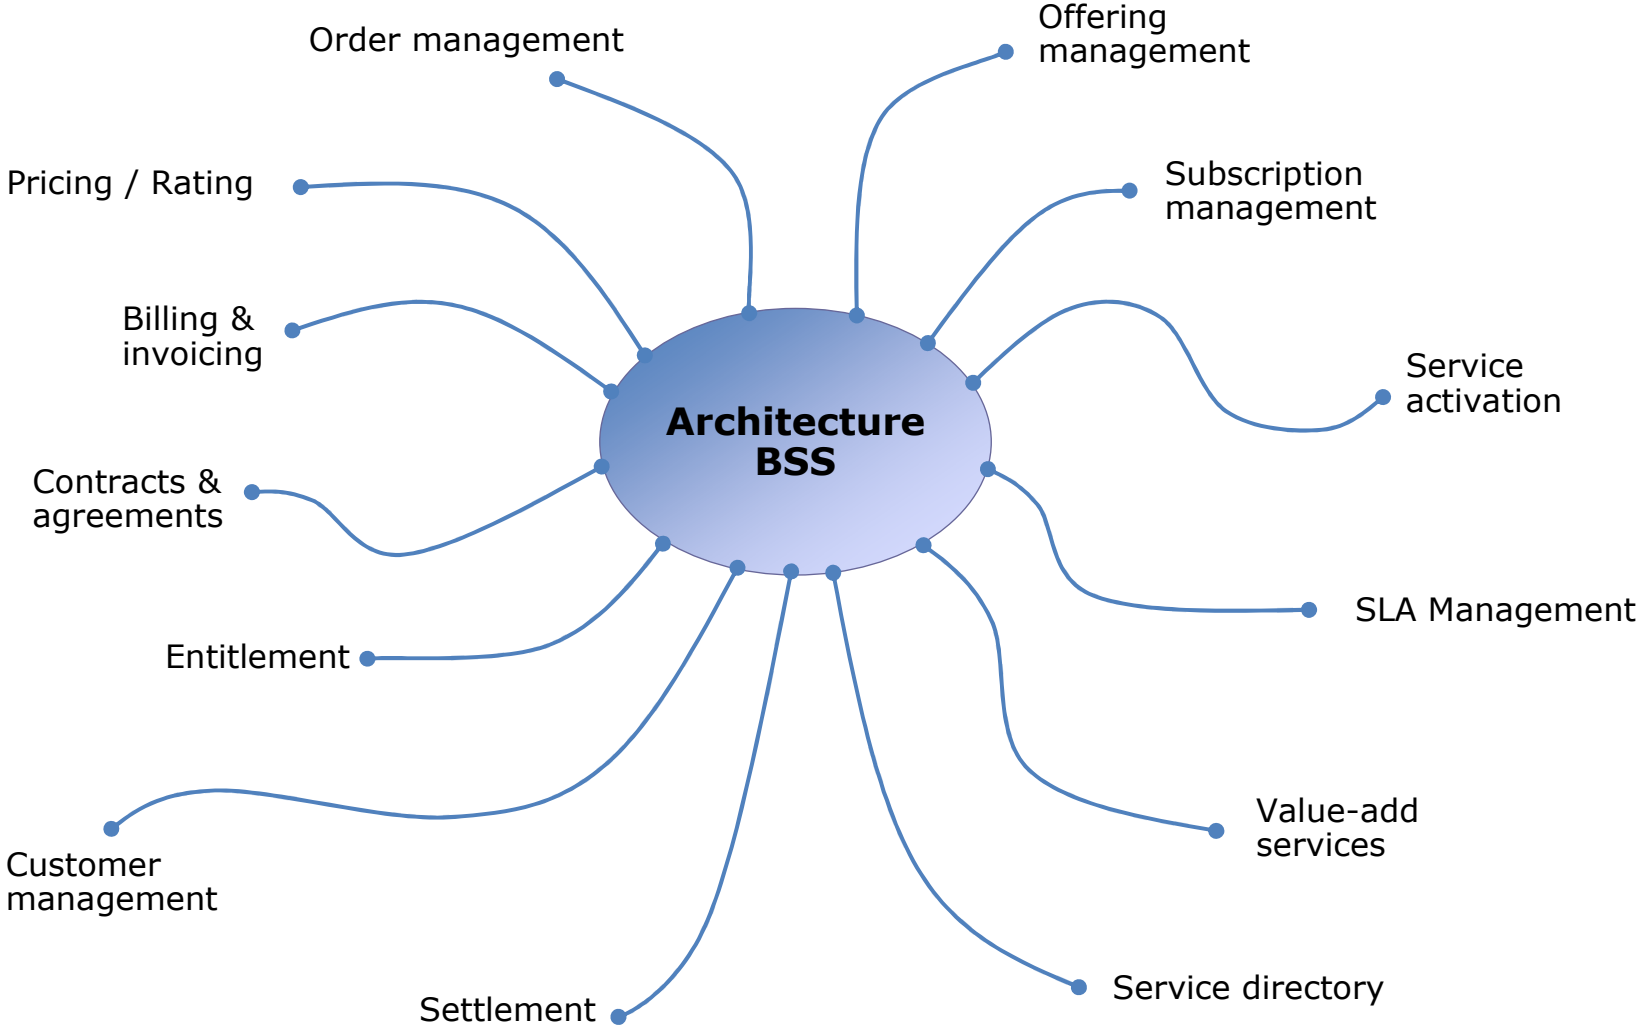 Order management
Offering
management
Pricing / Rating
Subscription
management
Billing &
invoicing
Service
activation
Architecture
BSS
Contracts &
agreements
SLA Management
Entitlement
Value-add
services
Customer
management
Service directory
Settlement